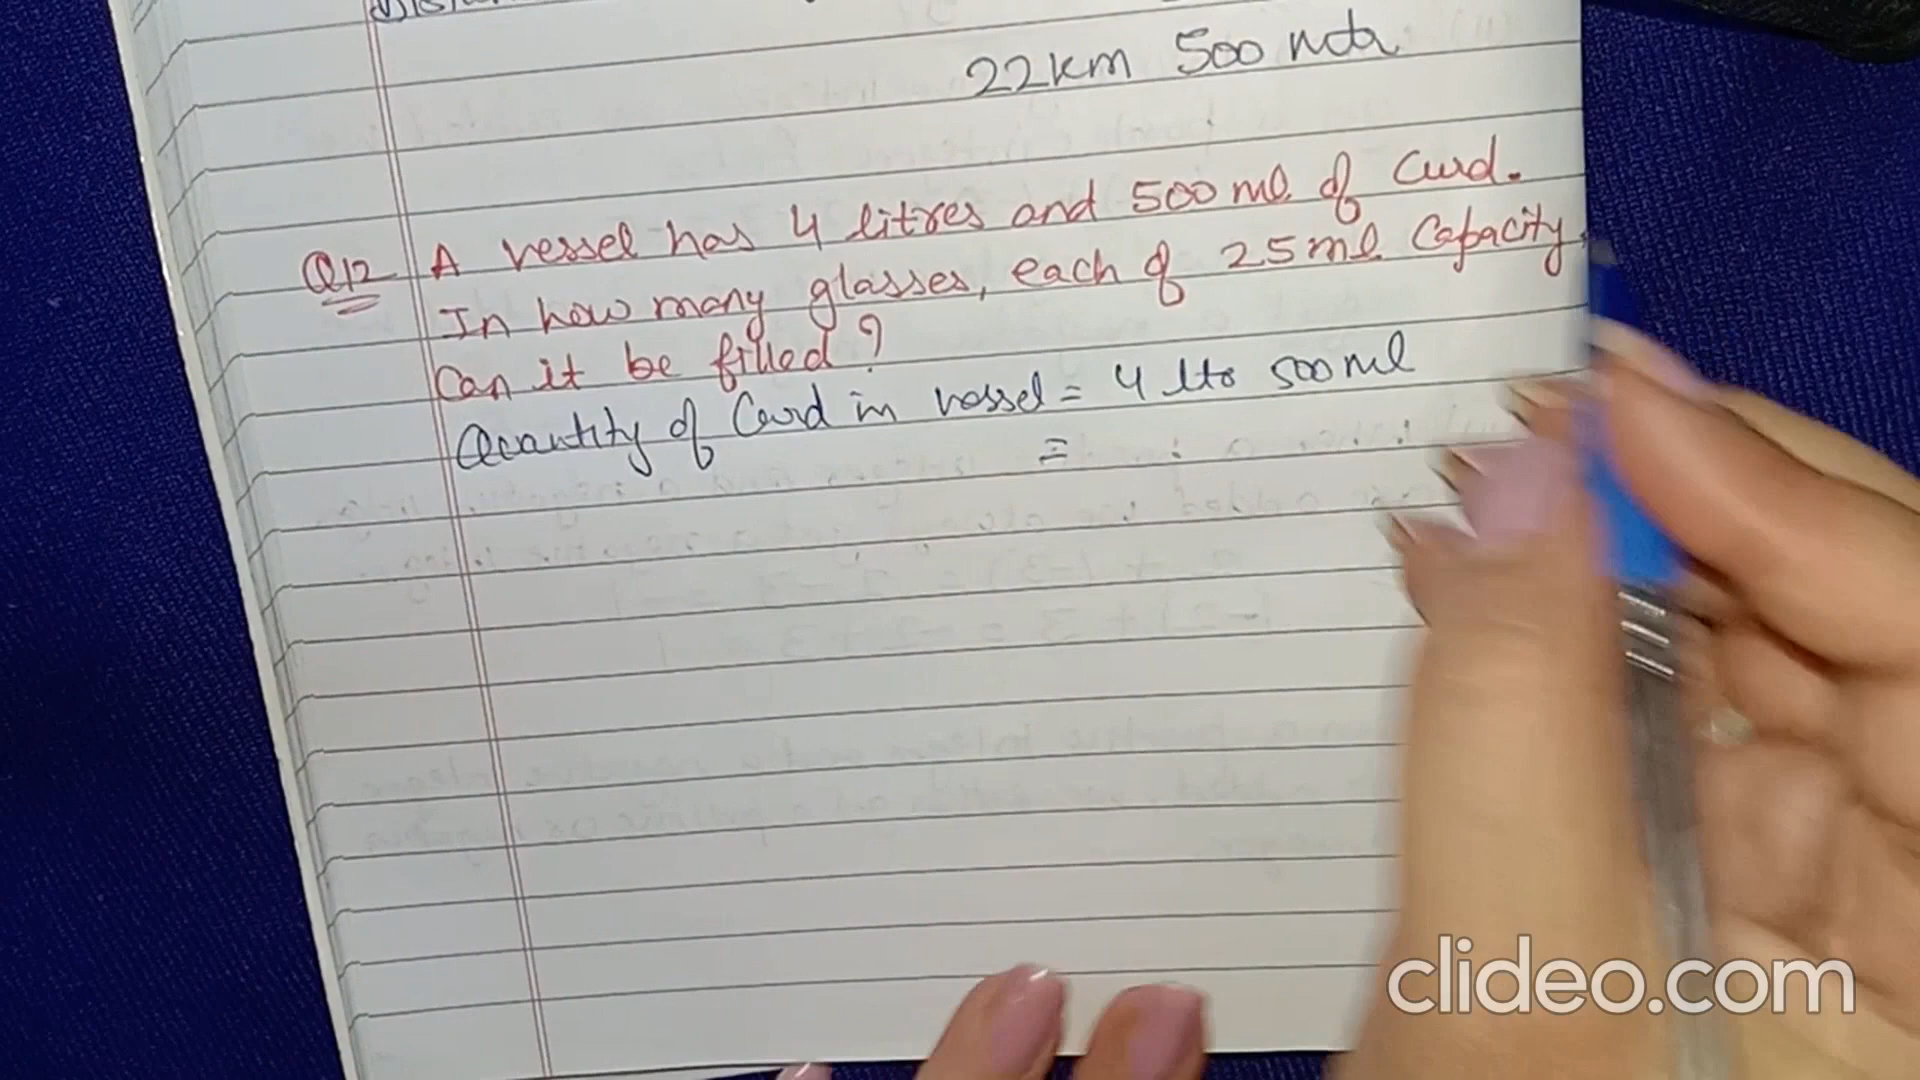 22km 500 mtr
Q12 A vessel has 4 litres and 500 ml of Curd.
In how many glasses, each of 25 ml Capacity
Can it be filled?
Quantity of Curd in vessel = 4 ltr 500 ml
=
clideo.com